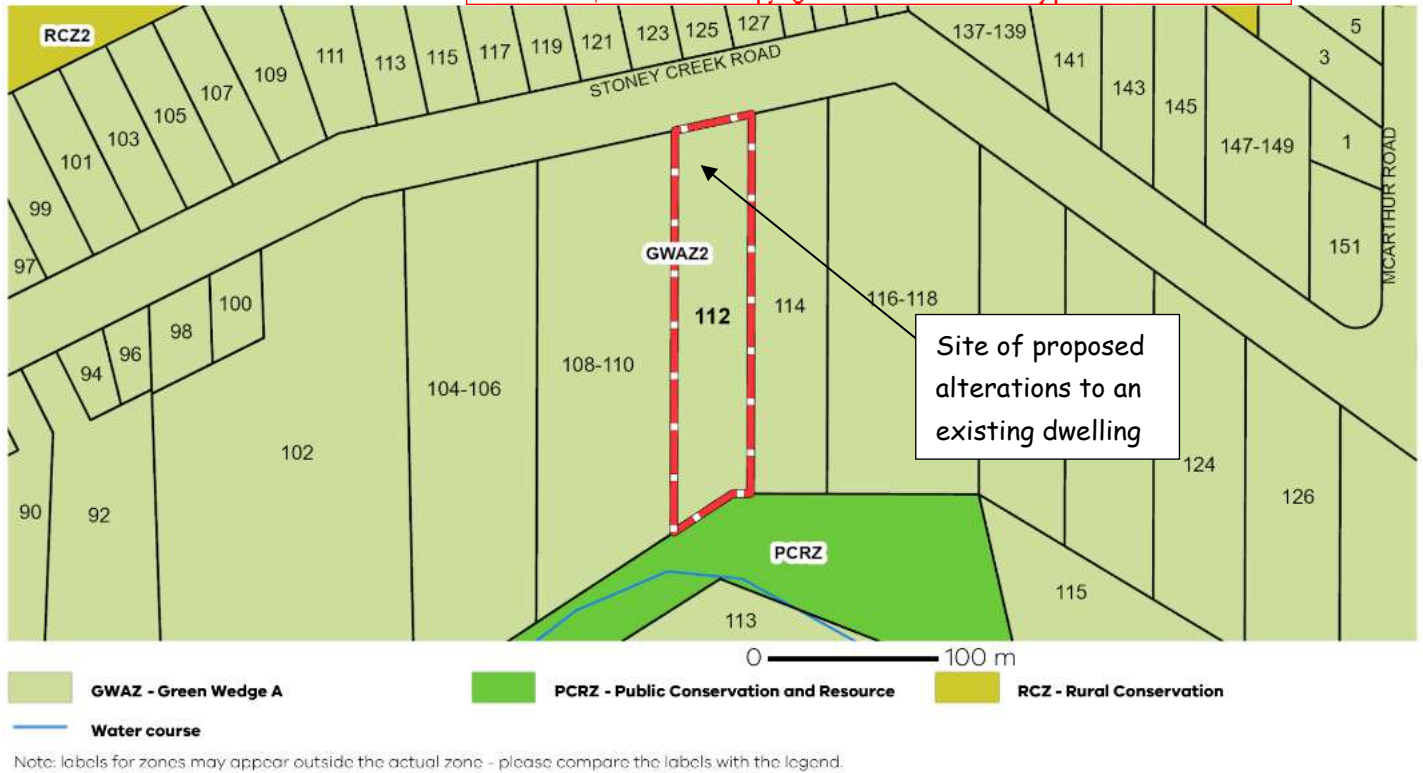 RCZ2
109
111
113
115
117
119
121
123
125
127
137-139
141
143
145
147-149
5
3
1
151
MCARTHUR ROAD
STONEY CREEK ROAD
107
105
103
101
99
97
100
98
96
94
90
92
102
104-106
108-110
GWAZ2
112
114
116-118
Site of proposed
alterations to an
existing dwelling
124
126
PCRZ
115
113
0 100 m
GWAZ - Green Wedge A
PCRZ - Public Conservation and Resource
RCZ - Rural Conservation
Water course
Note: labels for zones may appear outside the actual zone - please compare the labels with the legend.